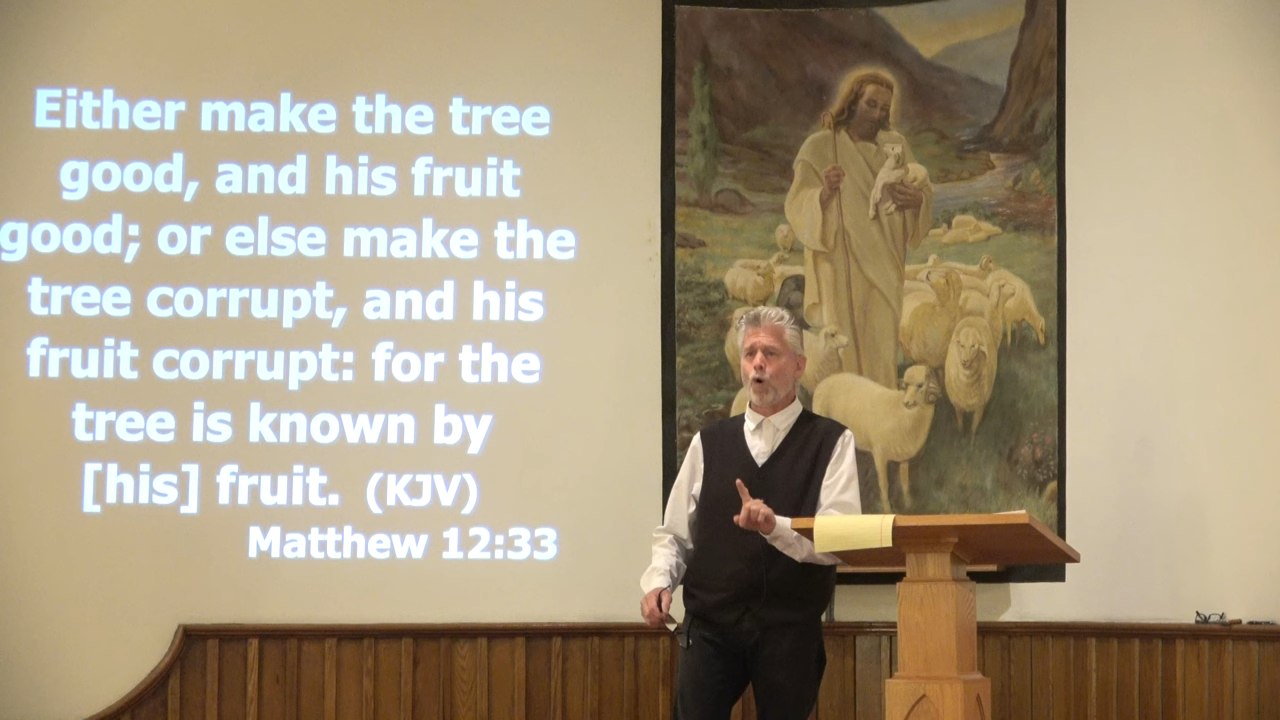 Either make the tree
good, and his fruit
good; or else make the
tree corrupt, and his
fruit corrupt: for the
tree is known by
[his] fruit. (KJV)
Matthew 12:33